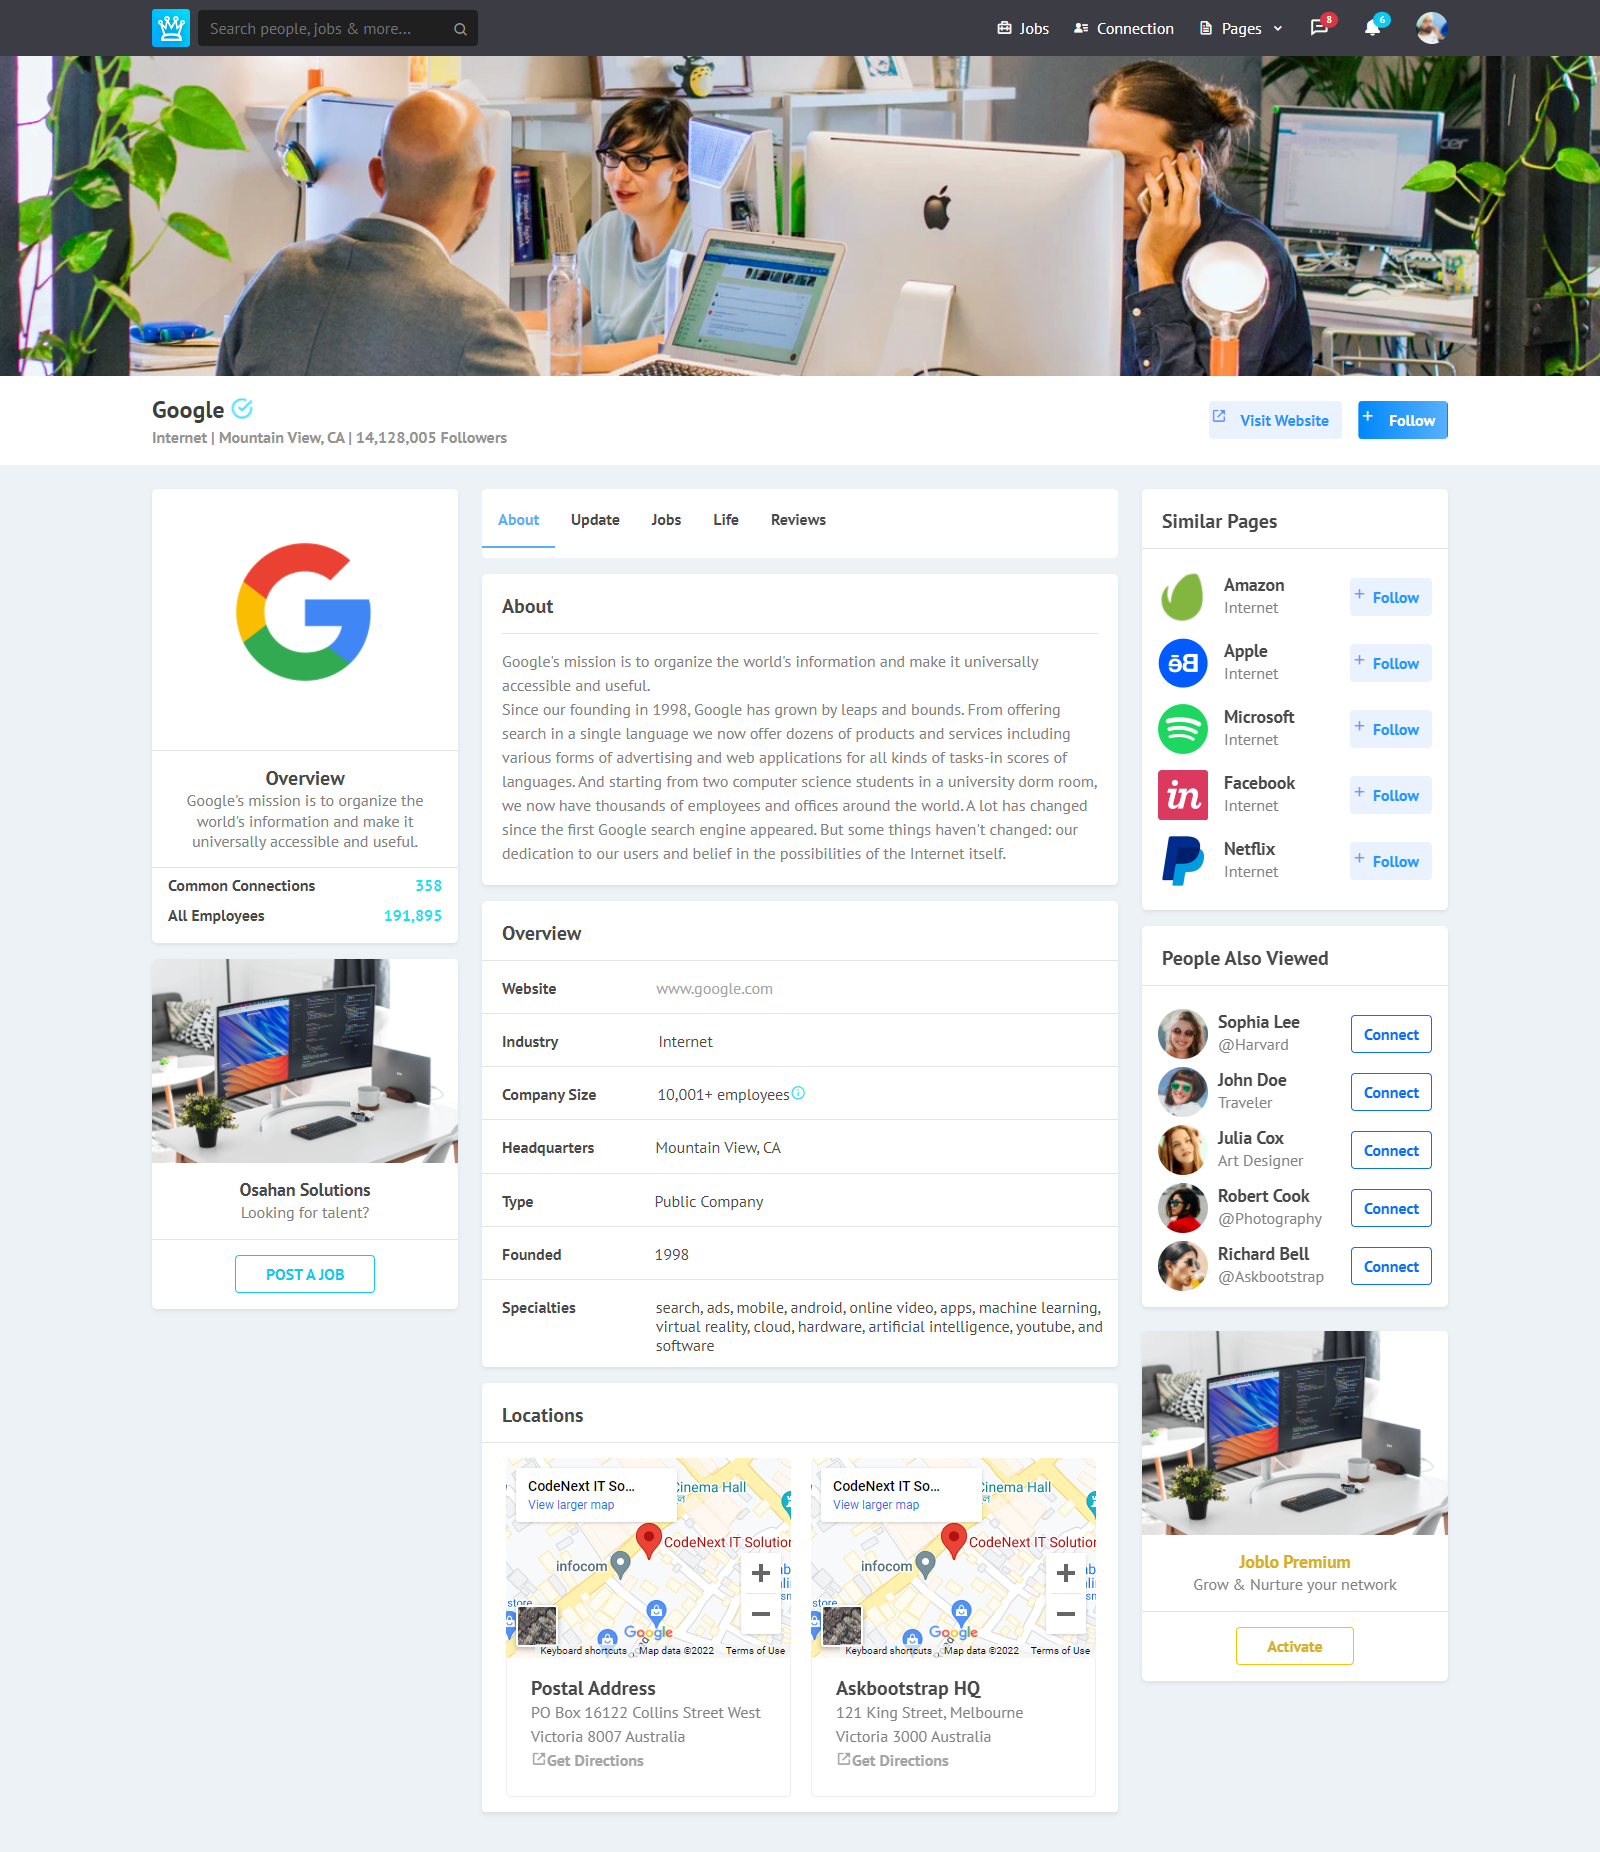 Search people, jobs & more...
Jobs
Connection
Pages
8
6
Google
Internet | Mountain View, CA | 14,128,005 Followers
Visit Website
+ Follow
Overview
Google's mission is to organize the
world's information and make it
universally accessible and useful.
Common Connections 358
All Employees 191,895
Osahan Solutions
Looking for talent?
POST A JOB
About Update Jobs Life Reviews
About
Google's mission is to organize the world's information and make it universally
accessible and useful.
Since our founding in 1998, Google has grown by leaps and bounds. From offering
search in a single language we now offer dozens of products and services including
various forms of advertising and web applications for all kinds of tasks-in scores of
languages. And starting from two computer science students in a university dorm room,
we now have thousands of employees and offices around the world. A lot has changed
since the first Google search engine appeared. But some things haven't changed: our
dedication to our users and belief in the possibilities of the Internet itself.
Overview
Website www.google.com
Industry Internet
Company Size 10,001+ employees
Headquarters Mountain View, CA
Type Public Company
Founded 1998
Specialties search, ads, mobile, android, online video, apps, machine learning,
virtual reality, cloud, hardware, artificial intelligence, youtube, and
software
Locations
CodeNext IT So...
View larger map
Cinema Hall
CodeNext IT Solution
infocom
store
Google
Keyboard shortcuts Map data ©2022 Terms of Use
Postal Address
PO Box 16122 Collins Street West
Victoria 8007 Australia
Get Directions
CodeNext IT So...
View larger map
Cinema Hall
CodeNext IT Solution
infocom
store
Google
Keyboard shortcuts Map data ©2022 Terms of Use
Askbootstrap HQ
121 King Street, Melbourne
Victoria 3000 Australia
Get Directions
Similar Pages
Amazon
Internet
+ Follow
Bē
Apple
Internet
+ Follow
Microsoft
Internet
+ Follow
in
Facebook
Internet
+ Follow
Netflix
Internet
+ Follow
People Also Viewed
Sophia Lee
@Harvard
Connect
John Doe
Traveler
Connect
Julia Cox
Art Designer
Connect
Robert Cook
@Photography
Connect
Richard Bell
@Askbootstrap
Connect
Joblo Premium
Grow & Nurture your network
Activate